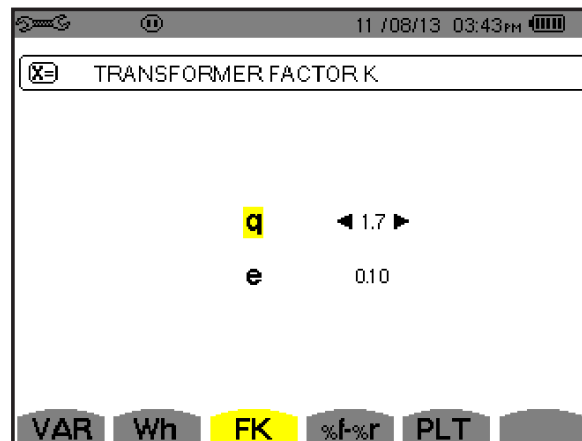 11 /08/13 03:43PM
X= TRANSFORMER FACTOR K
q ◀ 1.7 ▶
e 0.10
VAR Wh FK %f-%r PLT